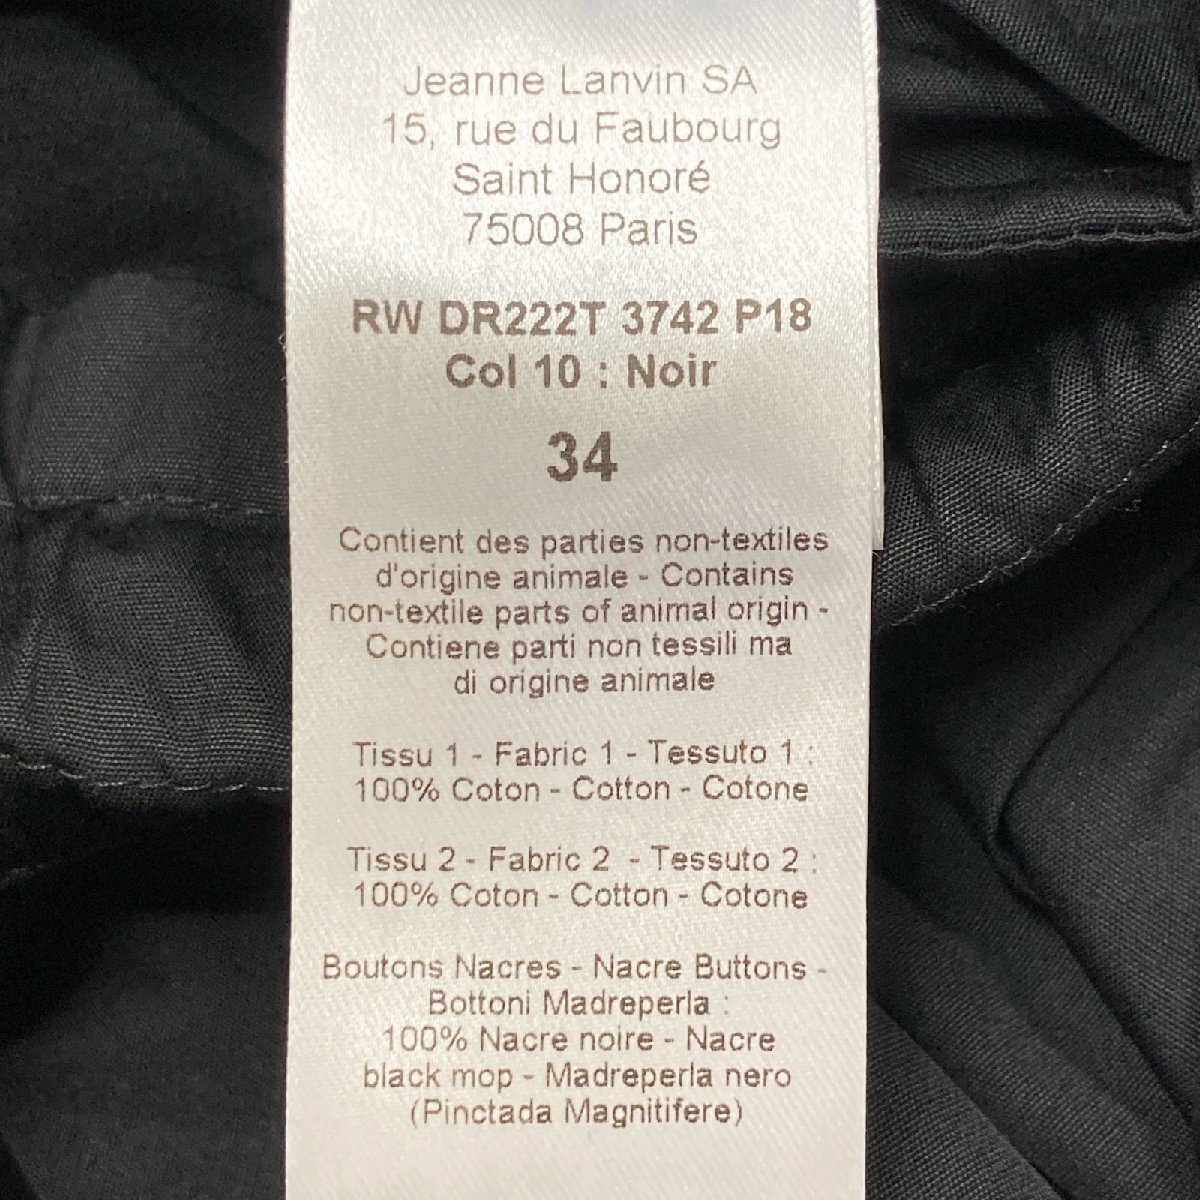 Jeanne Lanvin SA
15, rue du Faubourg
Saint Honoré
75008 Paris
RW DR222T 3742 P18
Col 10 : Noir
34
Contient des parties non-textiles
d'origine animale - Contains
non-textile parts of animal origin -
Contiene parti non tessili ma
di origine animale
Tissu 1 - Fabric 1 - Tessuto 1 :
100% Coton - Cotton - Cotone
Tissu 2 - Fabric 2 - Tessuto 2 :
100% Coton - Cotton - Cotone
Boutons Nacres - Nacre Buttons -
Bottoni Madreperla :
100% Nacre noire - Nacre
black mop - Madreperla nero
(Pinctada Magnitifere)